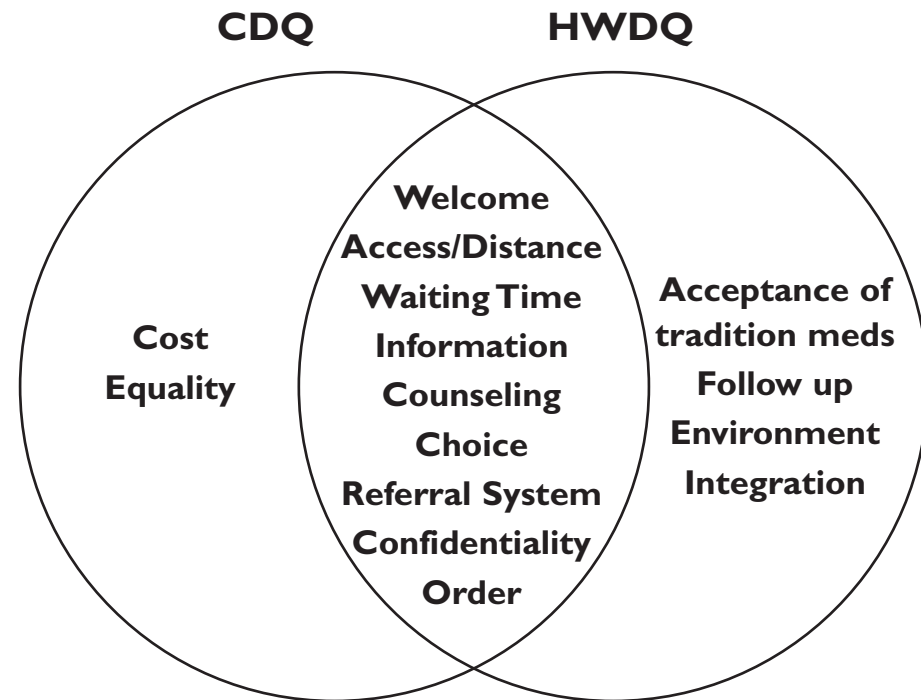 CDQ
HWDQ
Cost
Equality
Welcome
Access/Distance
Waiting Time
Information
Counseling
Choice
Referral System
Confidentiality
Order
Acceptance of
tradition meds
Follow up
Environment
Integration